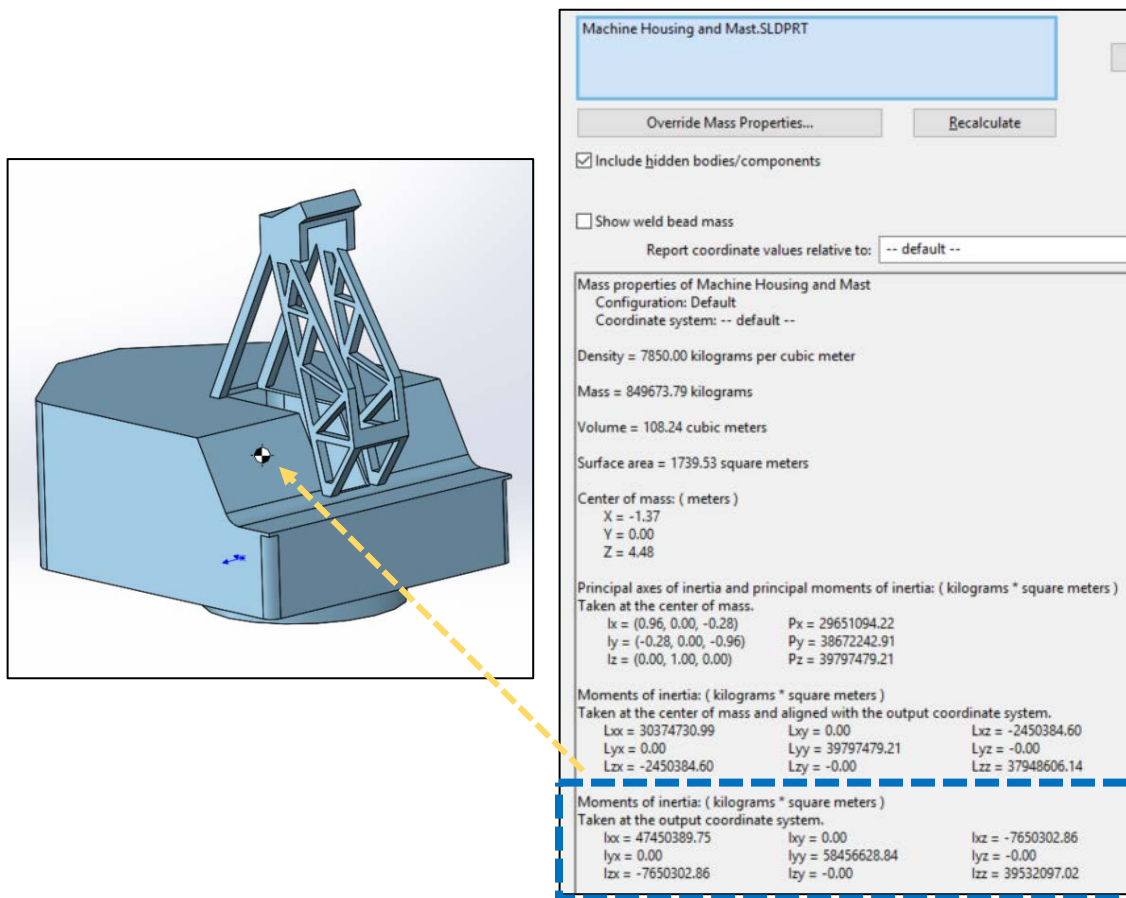 Machine Housing and Mast.SLDPRT
Override Mass Properties...
Recalculate
Include hidden bodies/components
Show weld bead mass
Report coordinate values relative to: -- default --
Mass properties of Machine Housing and Mast
Configuration: Default
Coordinate system: -- default --
Density = 7850.00 kilograms per cubic meter
Mass = 849673.79 kilograms
Volume = 108.24 cubic meters
Surface area = 1739.53 square meters
Center of mass: ( meters )
X = -1.37
Y = 0.00
Z = 4.48
Principal axes of inertia and principal moments of inertia: ( kilograms * square meters )
Taken at the center of mass.
Ix = (0.96, 0.00, -0.28) Px = 29651094.22
Iy = (-0.28, 0.00, -0.96) Py = 38672242.91
Iz = (0.00, 1.00, 0.00) Pz = 39797479.21
Moments of inertia: ( kilograms * square meters )
Taken at the center of mass and aligned with the output coordinate system.
Lxx = 30374730.99 Lxy = 0.00 Lxz = -2450384.60
Lyx = 0.00 Lyy = 39797479.21 Lyz = -0.00
Lzx = -2450384.60 Lzy = -0.00 Lzz = 37948606.14
Moments of inertia: ( kilograms * square meters )
Taken at the output coordinate system.
Ixx = 47450389.75 Ixy = 0.00 Ixz = -7650302.86
Iyx = 0.00 Iyy = 58456628.84 Iyz = -0.00
Izx = -7650302.86 Izy = -0.00 Izz = 39532097.02